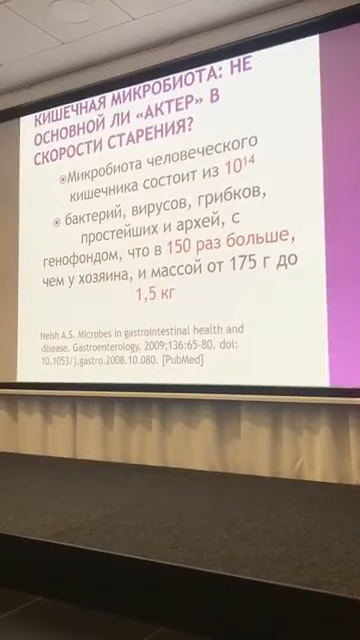 КИШЕЧНАЯ МИКРОБИОТА: НЕ
ОСНОВНОЙ ЛИ «АКТЕР» В
СКОРОСТИ СТАРЕНИЯ?
Микробиота человеческого
кишечника состоит из 10¹⁴
бактерий, вирусов, грибков,
простейших и архей, с
генофондом, что в 150 раз больше,
чем у хозяина, и массой от 175 г до
1,5 кг
Neish A.S. Microbes in gastrointestinal health and
disease. Gastroenterology. 2009;136:65-80. doi:
10.1053/j.gastro.2008.10.080. [PubMed]